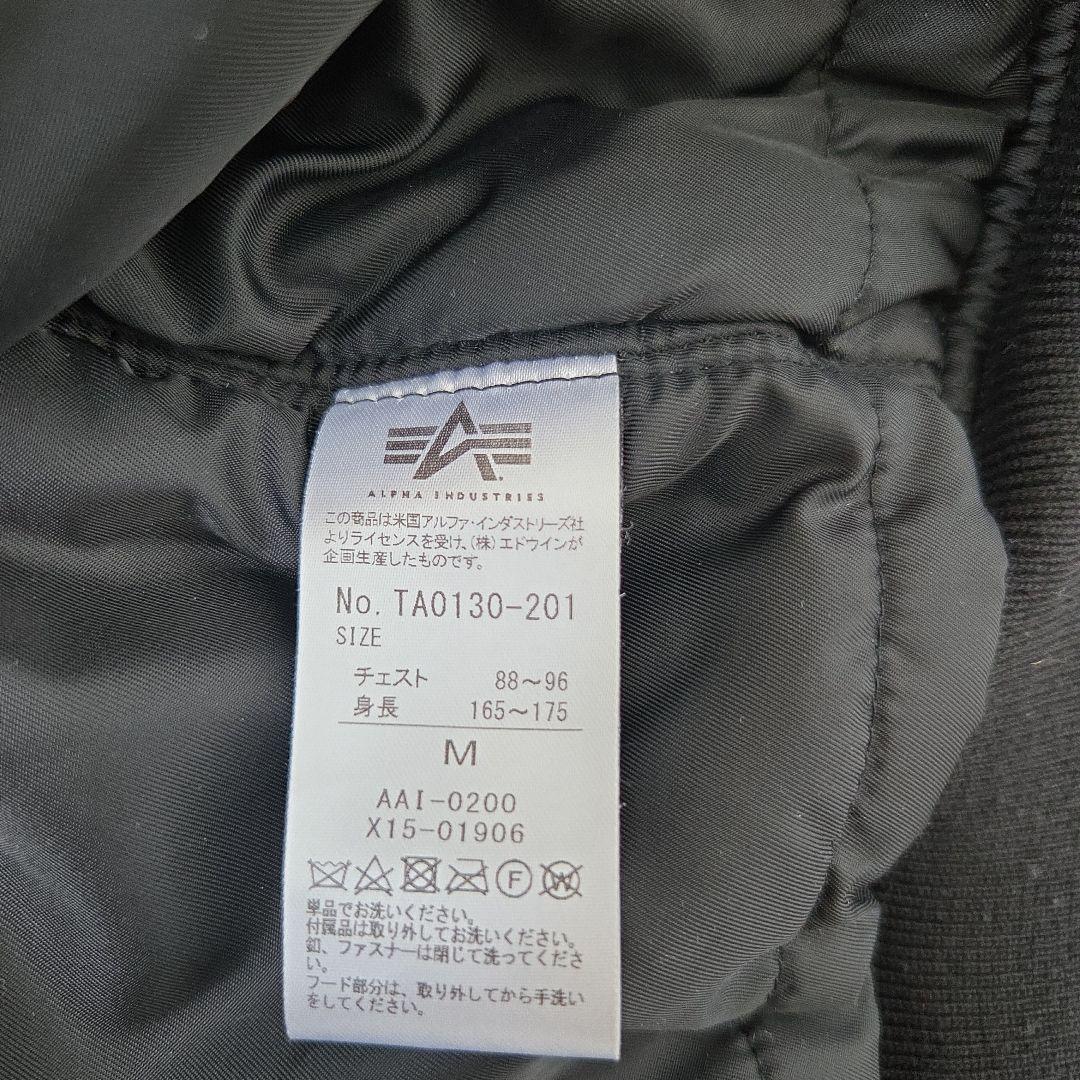 ALPHA INDUSTRIES
この商品は米国アルファ・インダストリーズ社
よりライセンスを受け、(株)エドウインが
企画生産したものです。
No. TA0130-201
SIZE
チェスト 88～96
身長 165～175
M
AAI-0200
X15-01906
F W
単品でお洗いください。
付属品は取り外してお洗いください。
釦、ファスナーは閉じて洗ってくださ
い。
フード部分は、取り外してから手洗い
をしてください。